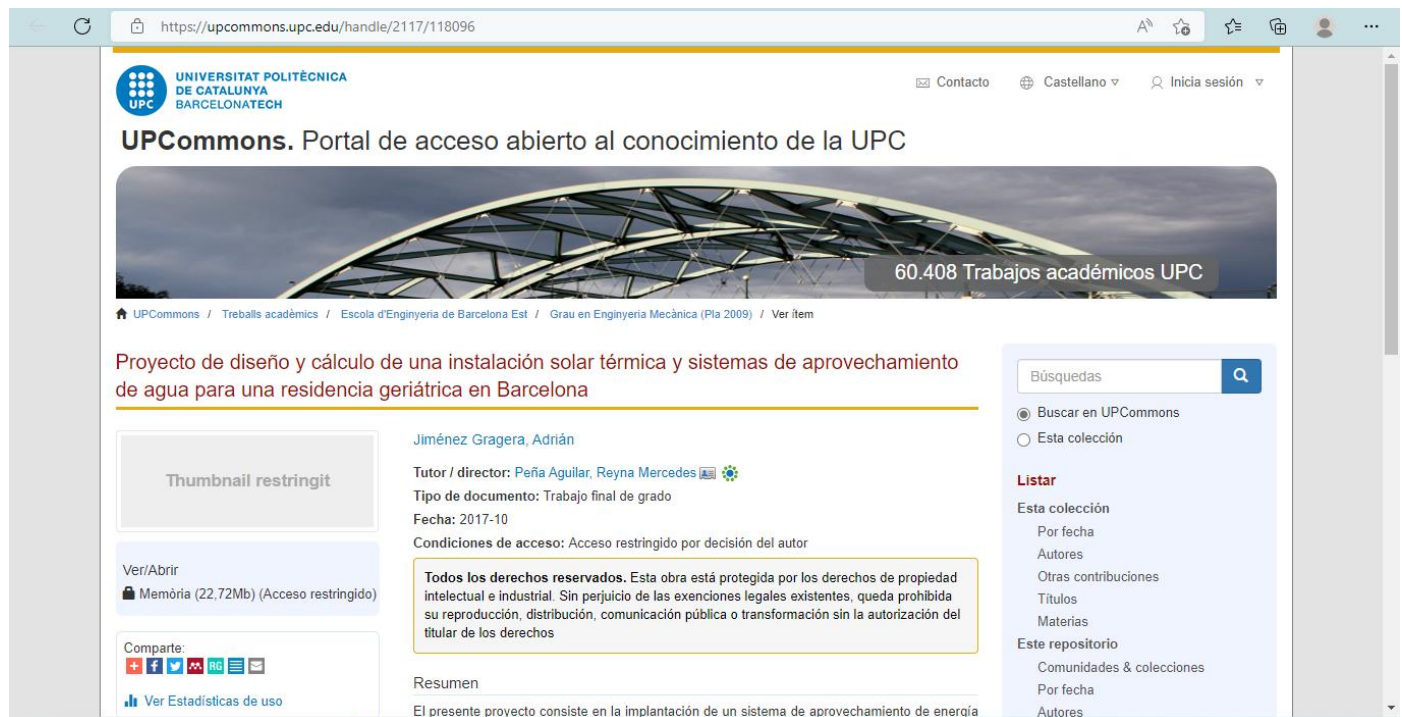 https://upcommons.upc.edu/handle/2117/118096
UNIVERSITAT POLITÈCNICA
DE CATALUNYA
BARCELONATECH
UPC
Contacto
Castellano
Inicia sesión
UPCommons. Portal de acceso abierto al conocimiento de la UPC
60.408 Trabajos académicos UPC
UPCommons / Treballs acadèmics / Escola d'Enginyeria de Barcelona Est / Grau en Enginyeria Mecànica (Pla 2009) / Ver ítem
Proyecto de diseño y cálculo de una instalación solar térmica y sistemas de aprovechamiento
de agua para una residencia geriátrica en Barcelona
Thumbnail restringit
Ver/Abrir
Memòria (22,72Mb) (Acceso restringido)
Comparte:
RG
Ver Estadísticas de uso
Jiménez Gragera, Adrián
Tutor / director: Peña Aguilar, Reyna Mercedes
Tipo de documento: Trabajo final de grado
Fecha: 2017-10
Condiciones de acceso: Acceso restringido por decisión del autor
Todos los derechos reservados. Esta obra está protegida por los derechos de propiedad
intelectual e industrial. Sin perjuicio de las exenciones legales existentes, queda prohibida
su reproducción, distribución, comunicación pública o transformación sin la autorización del
titular de los derechos
Resumen
El presente proyecto consiste en la implantación de un sistema de aprovechamiento de energía
Búsquedas
Buscar en UPCommons
Esta colección
Listar
Esta colección
Por fecha
Autores
Otras contribuciones
Títulos
Materias
Este repositorio
Comunidades & colecciones
Por fecha
Autores